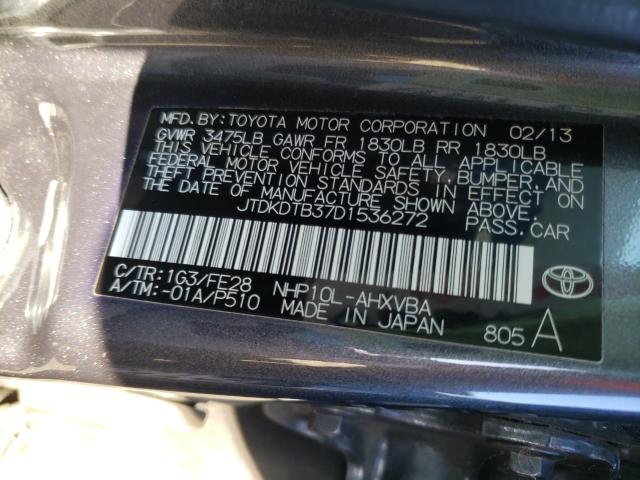 MFD. BY: TOYOTA MOTOR CORPORATION 02/13
GVWR 3475LB GAWR FR 1830LB RR 1830LB
THIS VEHICLE CONFORMS TO ALL APPLICABLE
FEDERAL MOTOR VEHICLE SAFETY, BUMPER, AND
THEFT PREVENTION STANDARDS IN EFFECT ON
THE DATE OF MANUFACTURE SHOWN ABOVE.
JTDKDTB37D1536272 PASS.CAR
C/TR: 1G3/FE28 NHP10L-AHXVBA
A/TM: -01A/P510 MADE IN JAPAN 805 A